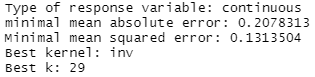 Type of response variable: continuous
minimal mean absolute error: 0.2078313
Minimal mean squared error: 0.1313504
Best kernel: inv
Best k: 29